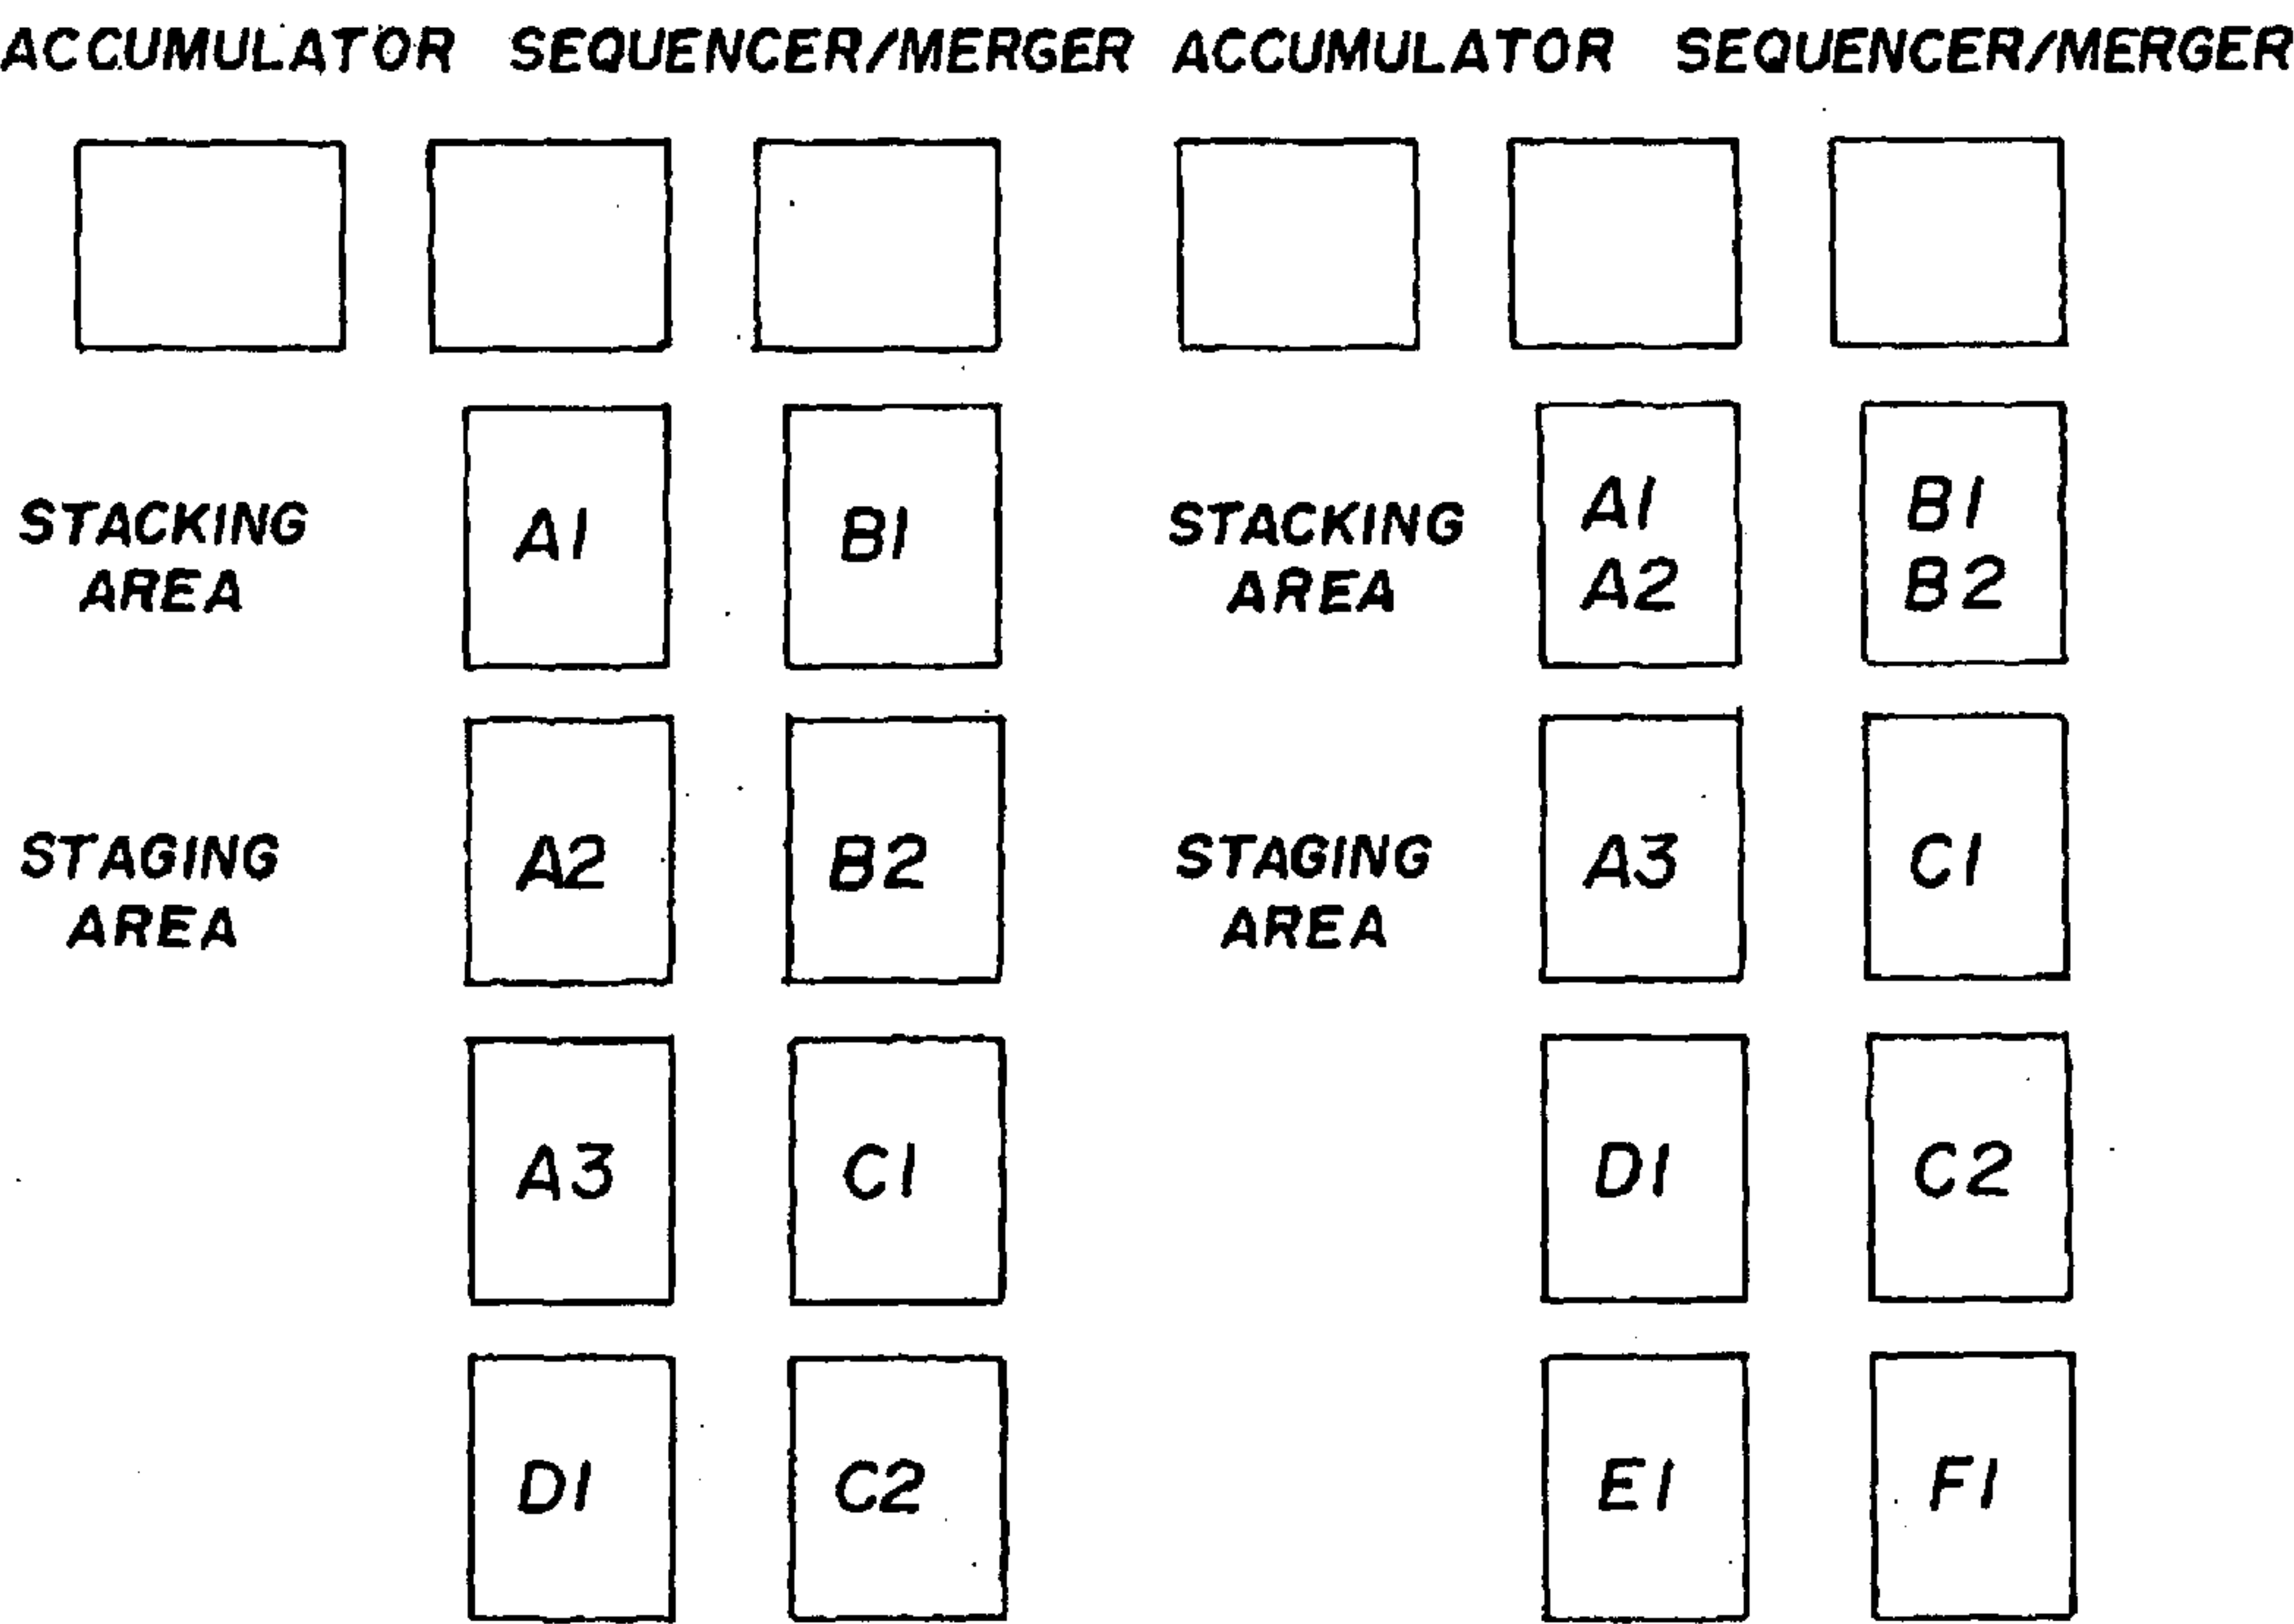 ACCUMULATOR SEQUENCER/MERGER ACCUMULATOR SEQUENCER/MERGER
STACKING
AREA
A1
B1
STACKING
AREA
A1
A2
B1
B2
STAGING
AREA
A2
B2
STAGING
AREA
A3
C1
A3
C1
D1
C2
D1
C2
E1
F1